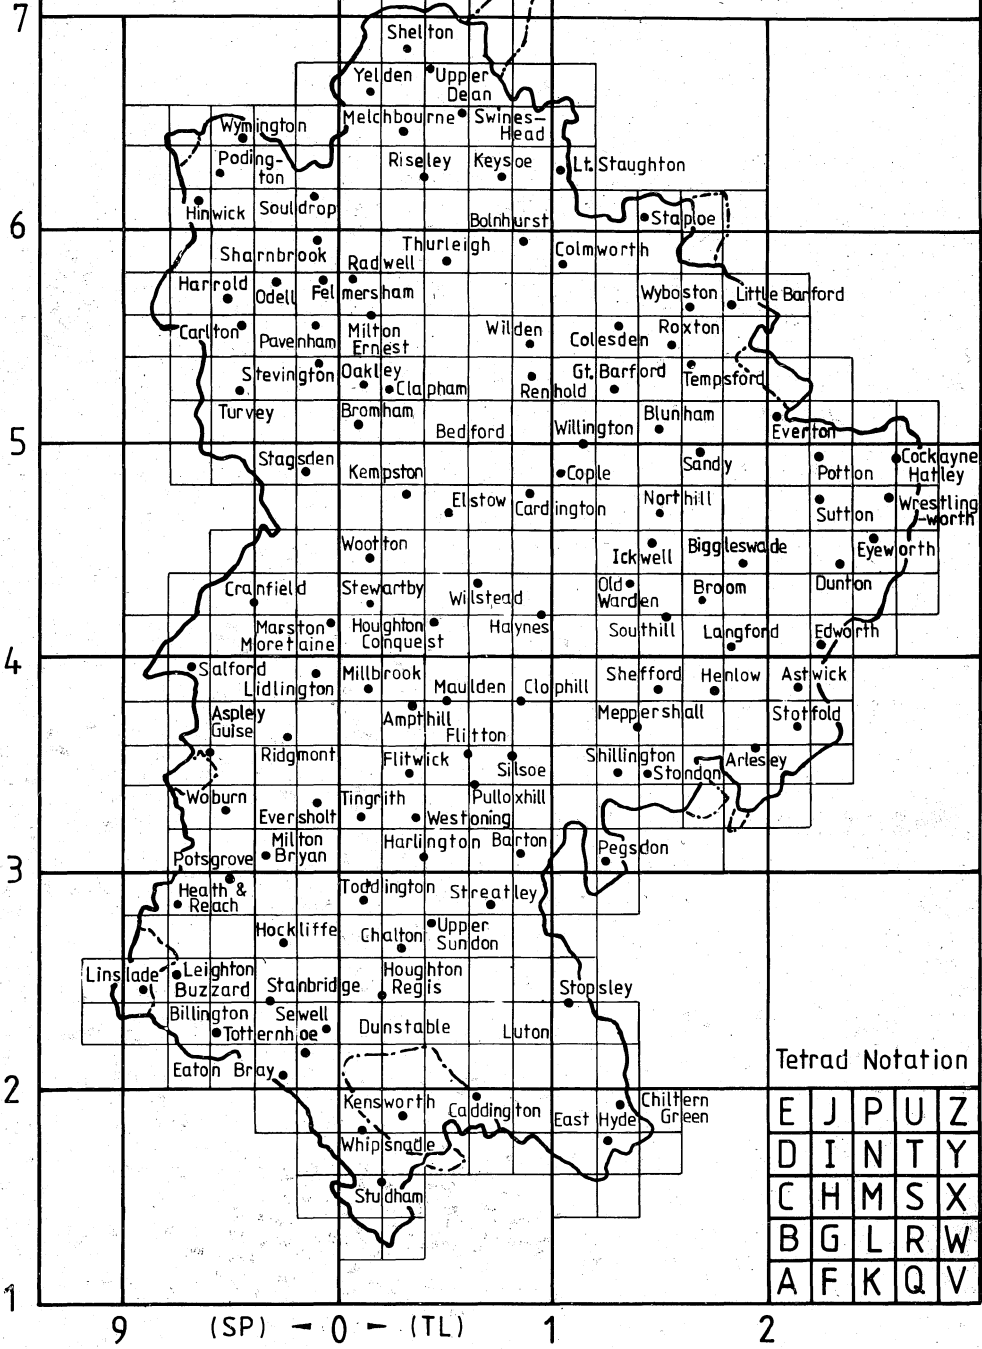 7
Shelton
Yelden
Upper
Dean
Melchbourne
Swines-
Head
Wymington
Poding-
ton
Riseley
Keysoe
Lt. Staughton
Hinwick
Souldrop
Bolnhurst
Staploe
6
Thurleigh
Colmworth
Sharnbrook
Radwell
Harrold
Odell
Felmersham
Wyboston
Little Barford
Carlton
Pavenham
Milton
Ernest
Wilden
Colesden
Roxton
Stevington
Oakley
Clapham
Renhold
Gt. Barford
Tempsford
Turvey
Bromham
Blunham
Bedford
Willington
Everton
5
Stagsden
Kempston
Cople
Sandy
Potton
Cockayne
Hatley
Elstow
Cardington
Northill
Sutton
Wrestling
-worth
Wootton
Ickwell
Biggleswade
Eyeworth
Cranfield
Stewartby
Wilstead
Old
Warden
Broom
Dunton
Marston
Moretaine
Houghton
Conquest
Haynes
Southill
Langford
Edworth
4
Salford
Lidlington
Millbrook
Maulden
Clophill
Shefford
Henlow
Astwick
Aspley
Guise
Ampthill
Meppershall
Stotfold
Flitton
Ridgmont
Flitwick
Silsoe
Shillington
Stondon
Arlesey
Woburn
Eversholt
Tingrith
Pulloxhill
Westoning
Milton
Bryan
Harlington
Barton
Pegsdon
Potsgrove
3
Heath &
Reach
Toddington
Streatley
Hockliffe
Chalton
Upper
Sundon
Linslade
Leighton
Buzzard
Stanbridge
Houghton
Regis
Stopsley
Billington
Sewell
Totternhoe
Dunstable
Luton
Eaton Bray
Tetrad Notation
2
Kensworth
Caddington
East Hyde
Chiltern
Green
Whipsnade
Studham
E J P U Z
D I N T Y
C H M S X
B G L R W
A F K Q V
1
9 (SP) ◄ 0 ► (TL) 1 2